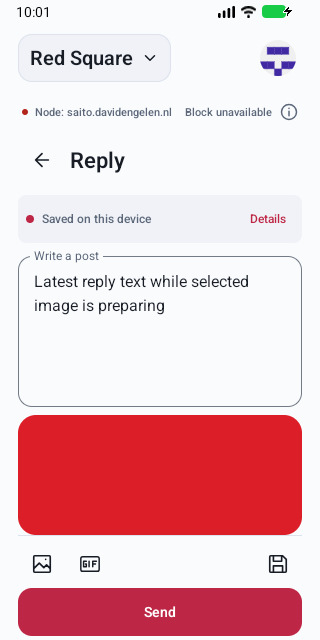 10:01
Red Square
Node: saito.davidengelen.nl Block unavailable
Reply
Saved on this device Details
Write a post
Latest reply text while selected
image is preparing
GIF
Send